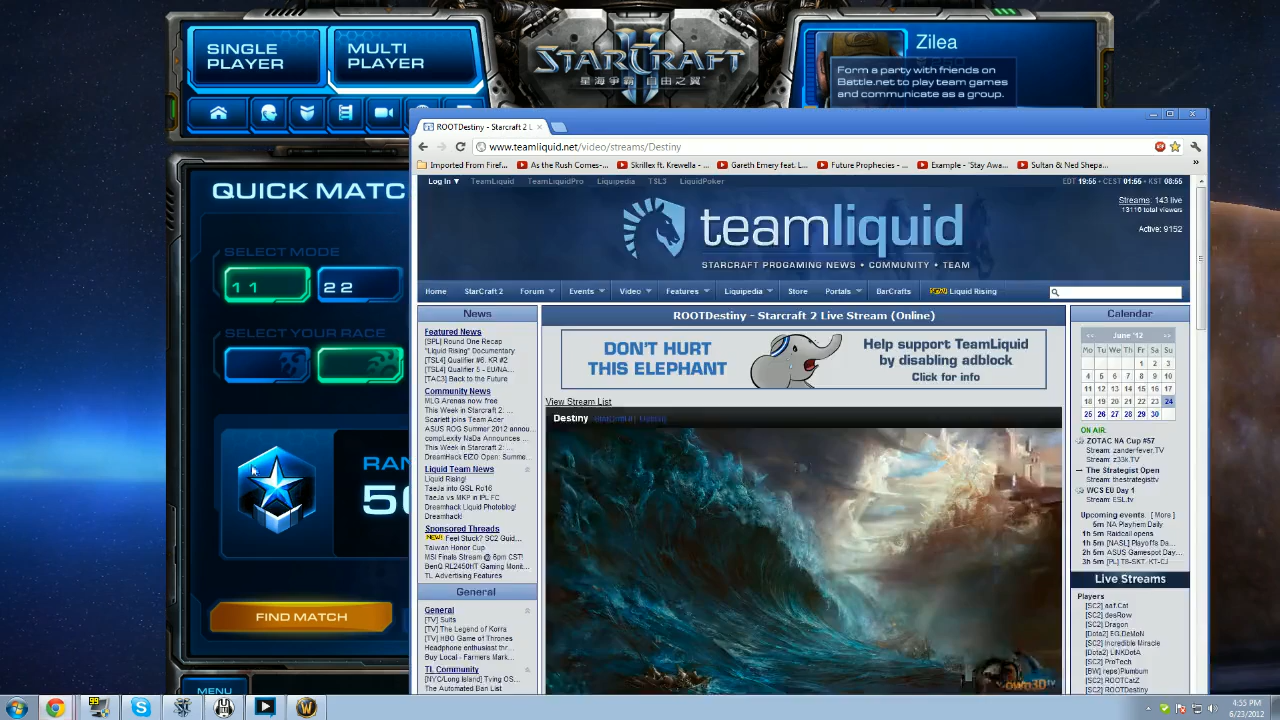 SINGLE
PLAYER
MULTI
PLAYER
STARCRAFT
II
星海争霸 自由之翼
Zilea
Form a party with friends on
Battle.net to play team games
and communicate as a group.
QUICK MATC
SELECT MODE
1 1
2 2
SELECT YOUR RACE
RAN
50
FIND MATCH
MENU
ROOTDestiny - Starcraft 2 L
www.teamliquid.net/video/streams/Destiny
Imported From Firef...
As the Rush Comes-...
Skrillex ft. Krewella - ...
Gareth Emery feat. L...
Future Prophecies - ...
Example - "Stay Awa...
Sultan & Ned Shepa...
Log In
TeamLiquid
TeamLiquidPro
Liquipedia
TSL3
LiquidPoker
EDT 19:55 • CEST 01:55 • KST 08:55
Streams: 143 live
13116 total viewers
Active: 9152
teamliquid
STARCRAFT PROGAMING NEWS • COMMUNITY • TEAM
Home
StarCraft 2
Forum
Events
Video
Features
Liquipedia
Store
Portals
BarCrafts
NEW
Liquid Rising
News
Featured News
[SPL] Round One Recap
"Liquid Rising" Documentary
[TSL4] Qualifier #6. KR #2
[TSL4] Qualifier 5 - EU/NA...
[TAC3] Back to the Future
Community News
MLG Arenas now free
This Week in Starcraft 2: ...
Scarlett joins Team Acer
ASUS ROG Summer 2012 annou...
compLexity NaDa Announces ...
This Week in Starcraft 2: ...
Dreamhack EIZO Open: Summe...
Liquid Team News
Liquid Rising!
TaeJa into GSL Ro16
TaeJa vs MKP in IPL FC
Dreamhack Liquid Photoblog!
Dreamhack!
Sponsored Threads
NEW! Feel Stuck? SC2 Guid...
Taiwan Honor Cup
MSI Finals Stream @ 6pm CST!
BenQ RL2450HT Gaming Monit...
TL Advertising Features
General
General
[TV] Suits
[TV] The Legend of Korra
[TV] HBO Game of Thrones
Headphone enthusiast thr...
Buy Local - Farmers Mark...
TL Community
[NYC/Long Island] Tying OS...
The Automated Ban List
ROOTDestiny - Starcraft 2 Live Stream (Online)
DON'T HURT
THIS ELEPHANT
Help support TeamLiquid
by disabling adblock
Click for info
View Stream List
Destiny
own3D.tv
Calendar
<< June '12 >>
Mo Tu We Th Fr Sa Su
1 2 3
4 5 6 7 8 9 10
11 12 13 14 15 16 17
18 19 20 21 22 23 24
25 26 27 28 29 30
ON AIR:
ZOTAC NA Cup #57
Stream: zanderfever.TV
Stream: z33k.TV
The Strategist Open
Stream: thestrategisttv
WCS EU Day 1
Stream: ESL.tv
Upcoming events: [ More ]
5m NA Playhem Daily
1h 5m Raidcall opens
1h 5m [NASL] Playoffs Da...
2h 5m ASUS Gamespot Day...
Live Streams
Players
[SC2] aaf.Cat
[SC2] desRow
[SC2] Dragon
[Dota2] EG.DeMoN
[SC2] Incredible Miracle
[Dota2] LiNKDotA
[SC2] ProTech
[BW] reps)Plumbum
[SC2] ROOTCatZ
[SC2] ROOTDestiny
4:55 PM
6/23/2012